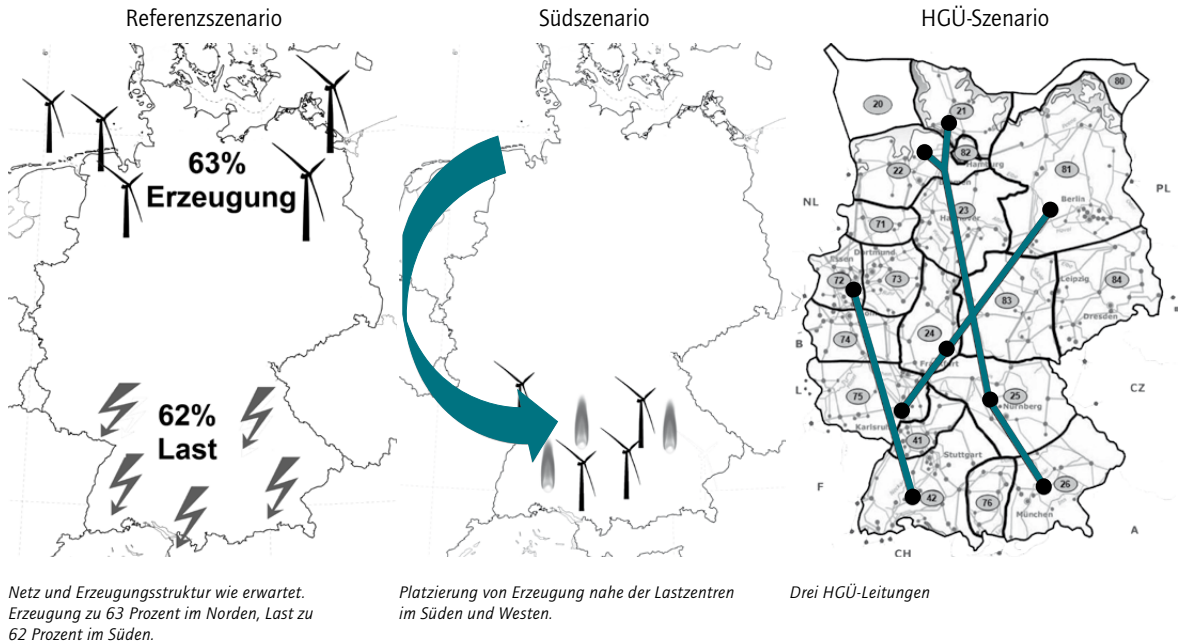 Referenzszenario
Südszenario
HGÜ-Szenario
63%
Erzeugung
62%
Last
80
20
21
82
Hamburg
81
22
NL
PL
Berlin
23
71
Dortmund
Essen
72
73
Leipzig
84
83
Dresden
B
74
24
Frankfurt
CZ
L
75
25
Nürnberg
Karlsruhe
41
Stuttgart
F
42
76
26
München
A
CH
Netz und Erzeugungsstruktur wie erwartet.
Erzeugung zu 63 Prozent im Norden, Last zu
62 Prozent im Süden.
Platzierung von Erzeugung nahe der Lastzentren
im Süden und Westen.
Drei HGÜ-Leitungen